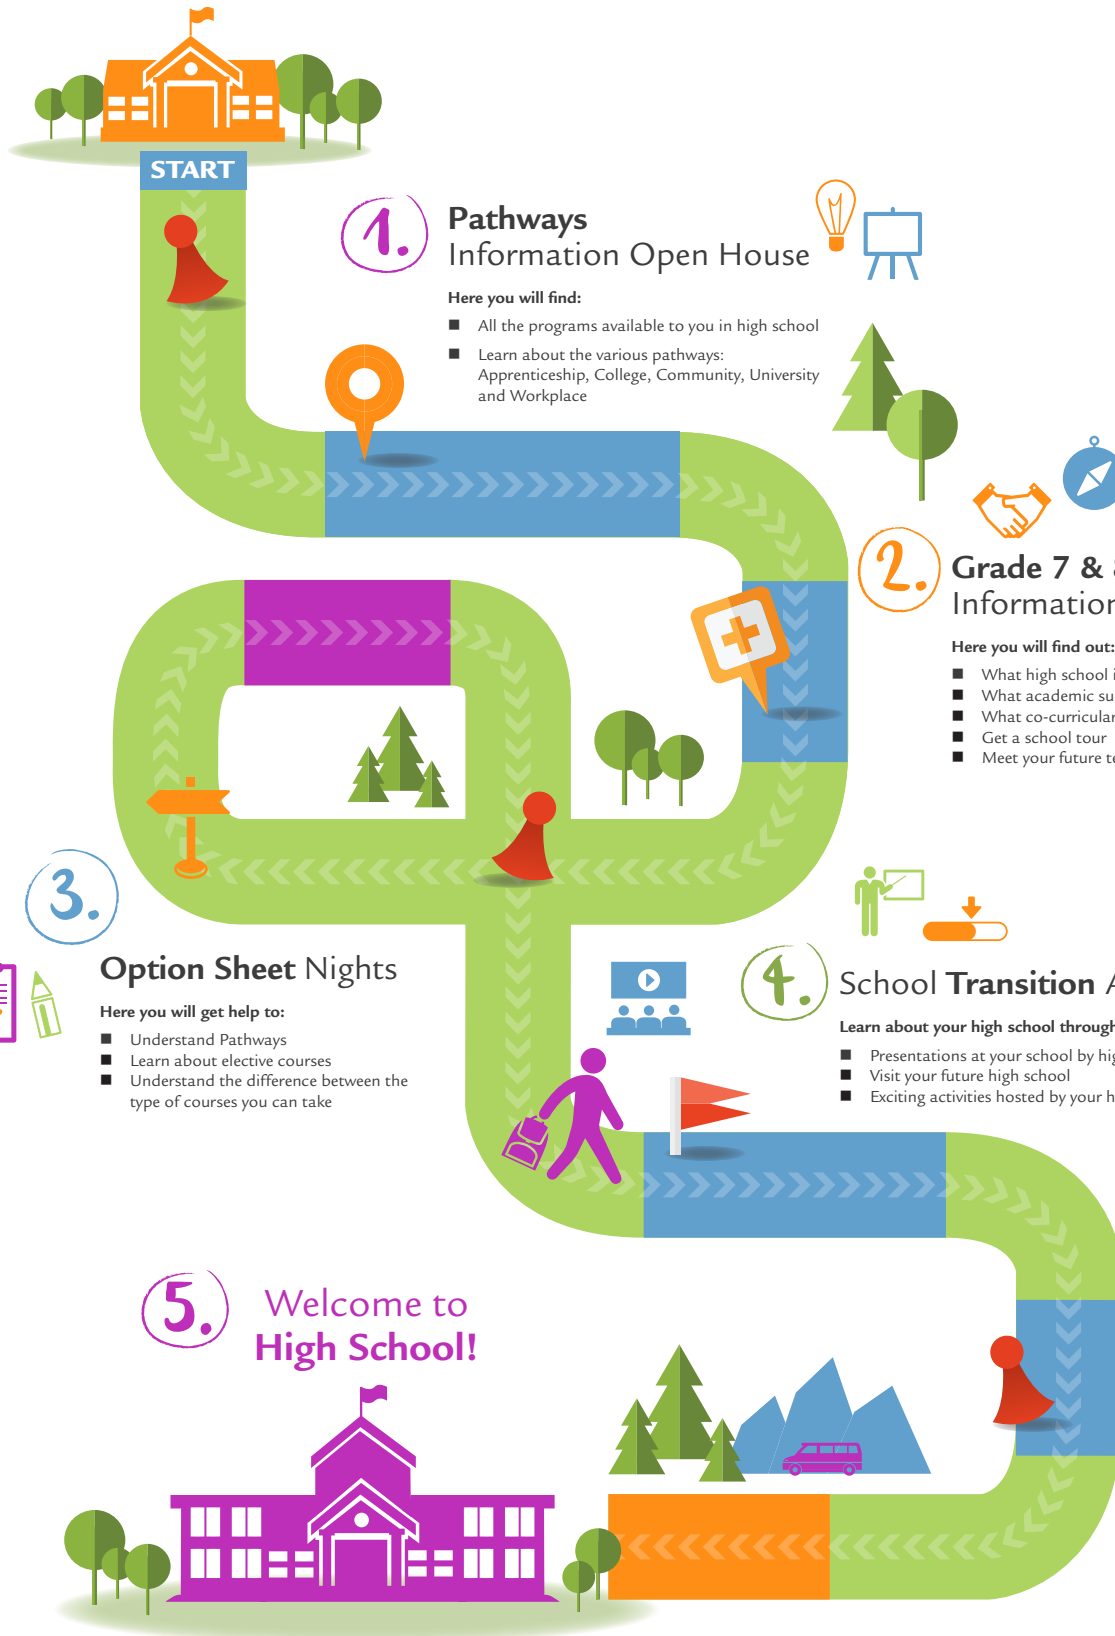 START
1.
Pathways
Information Open House
Here you will find:
■ All the programs available to you in high school
■ Learn about the various pathways:
Apprenticeship, College, Community, University
and Workplace
2.
Grade 7 &
Information
Here you will find out:
■ What high school
■ What academic
■ What co-curricular
■ Get a school tour
■ Meet your future
3.
Option Sheet Nights
Here you will get help to:
■ Understand Pathways
■ Learn about elective courses
■ Understand the difference between the
type of courses you can take
4.
School Transition
Learn about your high school through
■ Presentations at your school by
■ Visit your future high school
■ Exciting activities hosted by your
5.
Welcome to
High School!